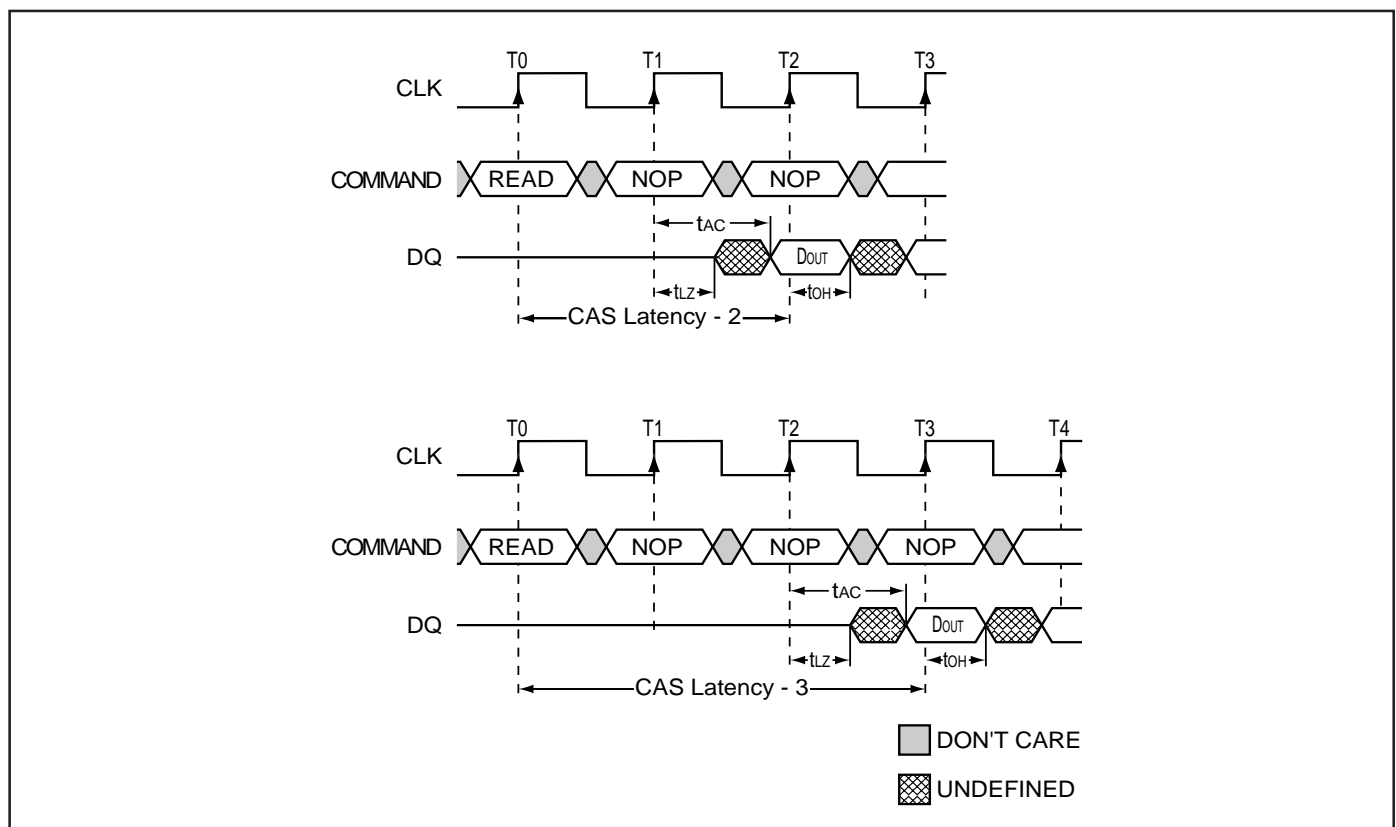 T0 T1 T2 T3
CLK
COMMAND READ NOP NOP
tAC
DQ DOUT
tLZ tOH
CAS Latency - 2
T0 T1 T2 T3 T4
CLK
COMMAND READ NOP NOP NOP
tAC
DQ DOUT
tLZ tOH
CAS Latency - 3
DON'T CARE
UNDEFINED